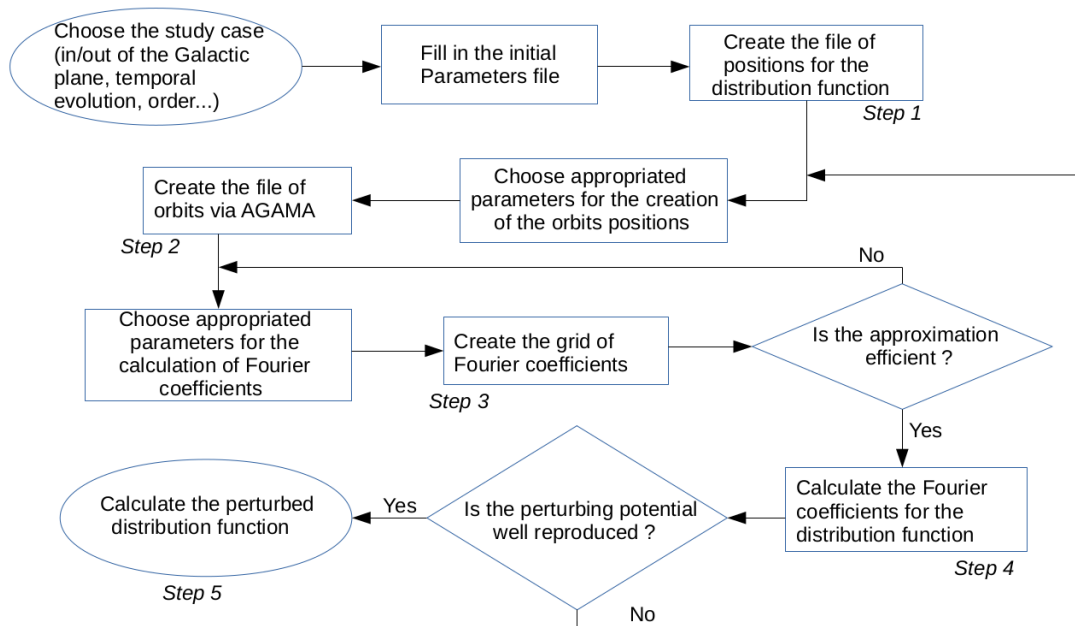 Choose the study case
(in/out of the Galactic
plane, temporal
evolution, order...)
Fill in the initial
Parameters file
Create the file of
positions for the
distribution function
Step 1
Choose appropriated
parameters for the creation
of the orbits positions
Create the file of
orbits via AGAMA
Step 2
No
Choose appropriated
parameters for the
calculation of Fourier
coefficients
Create the grid of
Fourier coefficients
Step 3
Is the approximation
efficient ?
Yes
Calculate the Fourier
coefficients for the
distribution function
Step 4
Is the perturbing potential
well reproduced ?
Yes
Calculate the perturbed
distribution function
Step 5
No